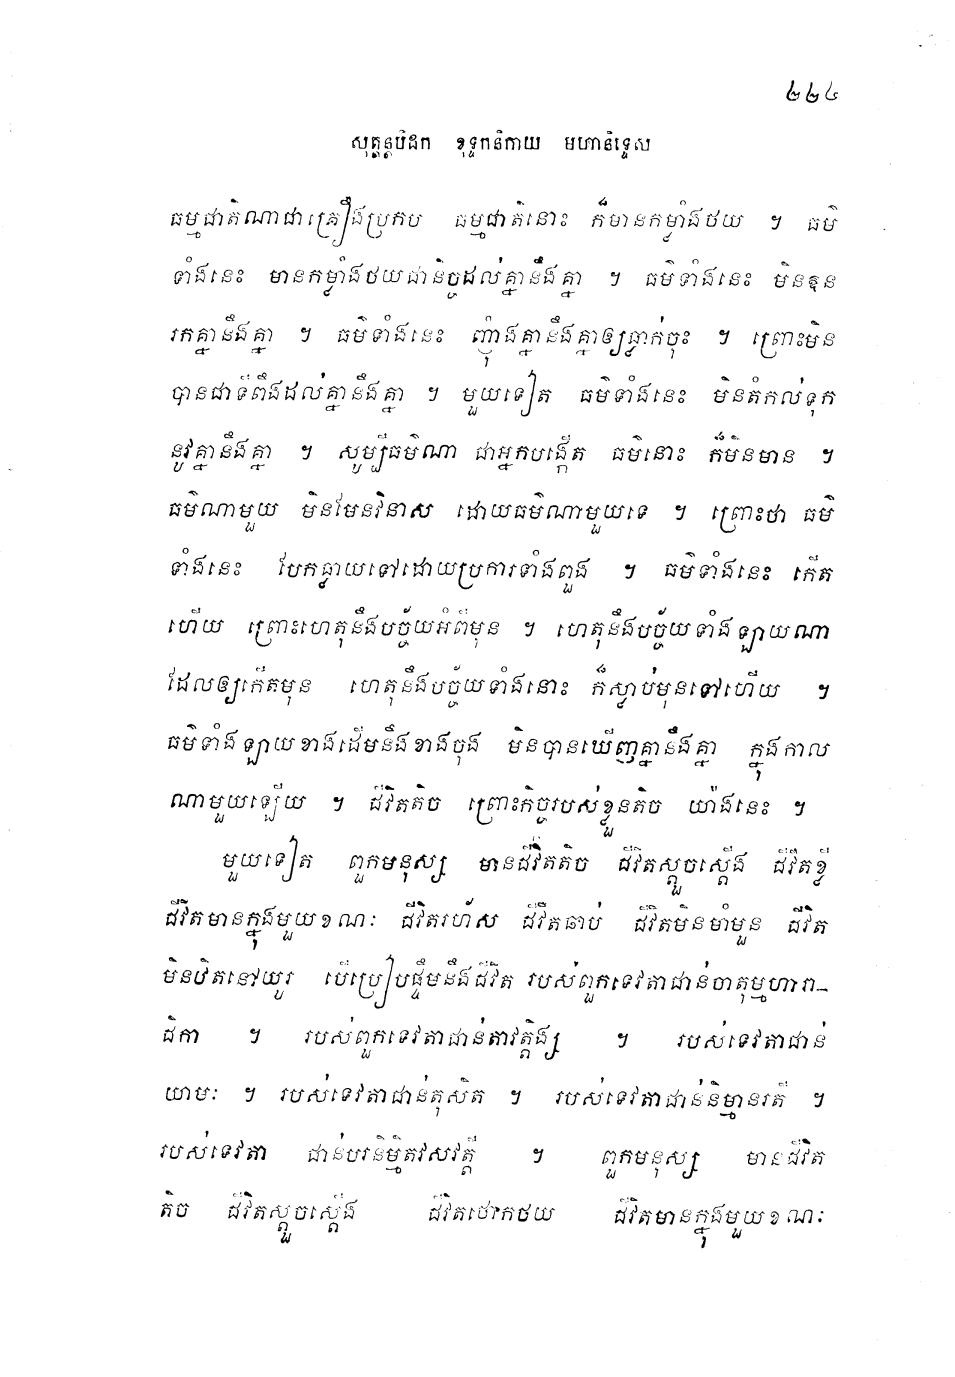 ២២៤
សុត្តន្តបិដក ខុទ្ទកនិកាយ មហានិទ្ទេស
ធម្មជាតិណាជាគ្រឿងប្រកប ធម្មជាតិនោះ ក៏មានកម្លាំងថយ ។ ធម៌
ទាំងនេះ មានកម្លាំងថយជានិច្ចដល់គ្នានឹងគ្នា ។ ធម៌ទាំងនេះ មិនធន់
រកគ្នានឹងគ្នា ។ ធម៌ទាំងនេះ ញ៉ាំងគ្នានឹងគ្នាឲ្យធ្លាក់ចុះ ។ ព្រោះមិន
បានជាទីពឹងដល់គ្នានឹងគ្នា ។ មួយទៀត ធម៌ទាំងនេះ មិនតំកល់ទុក
នូវគ្នានឹងគ្នា ។ សូម្បីធម៌ណា ជាអ្នកបង្កើត ធម៌នោះ ក៏មិនមាន ។
ធម៌ណាមួយ មិនមែនវិនាស ដោយធម៌ណាមួយទេ ។ ព្រោះថា ធម៌
ទាំងនេះ បែកធ្លាយទៅដោយប្រការទាំងពួង ។ ធម៌ទាំងនេះ កើត
ហើយ ព្រោះហេតុនឹងបច្ច័យអំពីមុន ។ ហេតុនឹងបច្ច័យទាំងឡាយណា
ដែលឲ្យកើតមុន ហេតុនឹងបច្ច័យទាំងនោះ ក៏ស្លាប់មុនទៅហើយ ។
ធម៌ទាំងឡាយខាងដើមនឹងខាងចុង មិនបានឃើញគ្នានឹងគ្នា ក្នុងកាល
ណាមួយឡើយ ។ ជីវិតតិច ព្រោះកិច្ចរបស់ខ្លួនតិច យ៉ាងនេះ ។
មួយទៀត ពួកមនុស្ស មានជីវិតតិច ជីវិតស្តួចស្តើង ជីវិតខ្លី
ជីវិតមានក្នុងមួយខណៈ ជីវិតរហ័ស ជីវិតឆាប់ ជីវិតមិនមាំមួន ជីវិត
មិនឋិតនៅយូរ បើប្រៀបផ្ទឹមនឹងជីវិត របស់ពួកទេវតាជាន់ចាតុម្មហារា–
ជិកា ។ របស់ពួកទេវតាជាន់តាវត្តិង្ស ។ របស់ទេវតាជាន់
យាមៈ ។ របស់ទេវតាជាន់តុសិត ។ របស់ទេវតាជាន់និម្មានរតី ។
របស់ទេវតា ជាន់បរនិម្មិតវសវត្តី ។ ពួកមនុស្ស មានជីវិត
តិច ជីវិតស្តួចស្តើង ជីវិតថោកថយ ជីវិតមានក្នុងមួយខណៈ